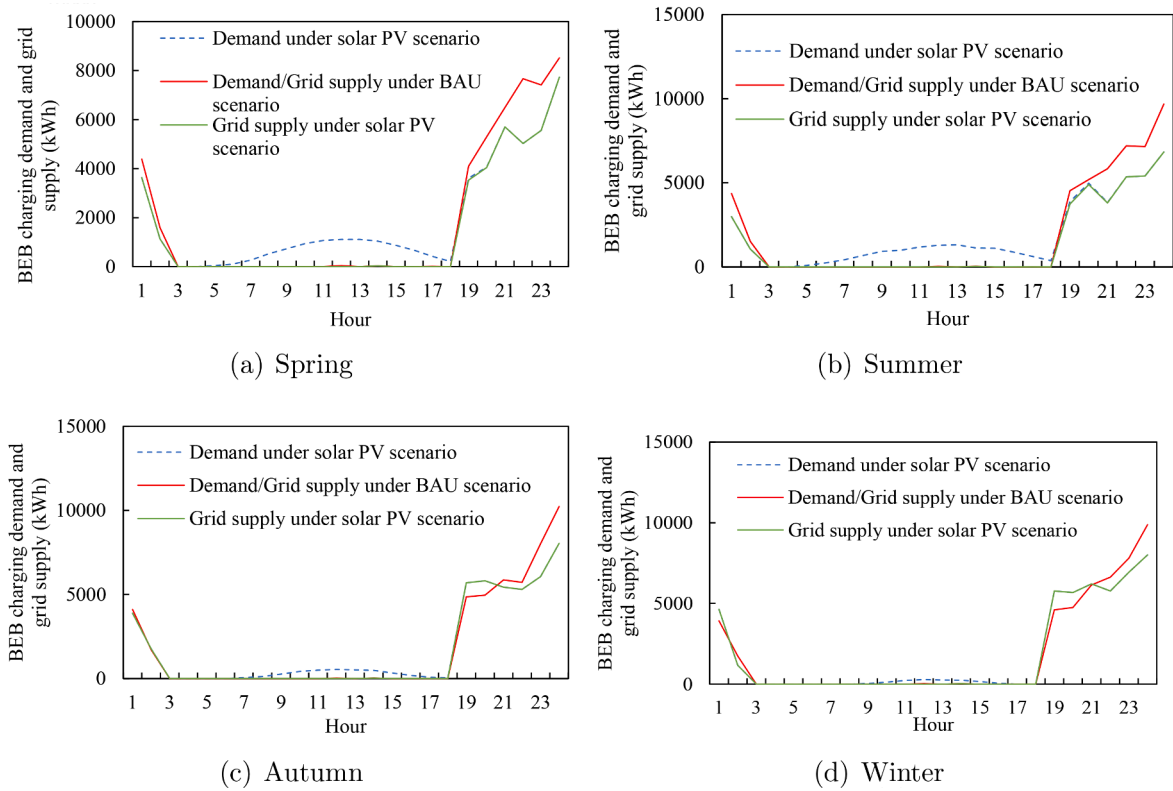 BEB charging demand and grid
supply (kWh)
10000
8000
6000
4000
2000
0
Demand under solar PV scenario
Demand/Grid supply under BAU
scenario
Grid supply under solar PV
scenario
1 3 5 7 9 11 13 15 17 19 21 23
Hour
(a) Spring
BEB charging demand and
grid supply (kWh)
15000
10000
5000
0
Demand under solar PV scenario
Demand/Grid supply under BAU scenario
Grid supply under solar PV scenario
1 3 5 7 9 11 13 15 17 19 21 23
Hour
(b) Summer
BEB charging demand and
grid supply (kWh)
15000
10000
5000
0
Demand under solar PV scenario
Demand/Grid supply under BAU scenario
Grid supply under solar PV scenario
1 3 5 7 9 11 13 15 17 19 21 23
Hour
(c) Autumn
BEB charging demand and
grid supply (kWh)
15000
10000
5000
0
Demand under solar PV scenario
Demand/Grid supply under BAU scenario
Grid supply under solar PV scenario
1 3 5 7 9 11 13 15 17 19 21 23
Hour
(d) Winter